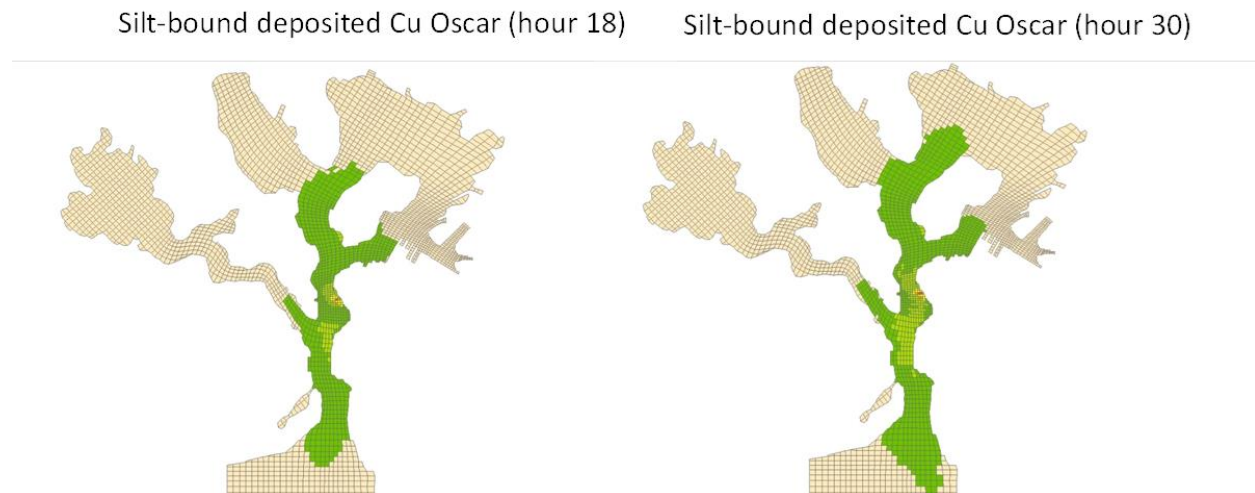 Silt-bound deposited Cu Oscar (hour 18)
Silt-bound deposited Cu Oscar (hour 30)